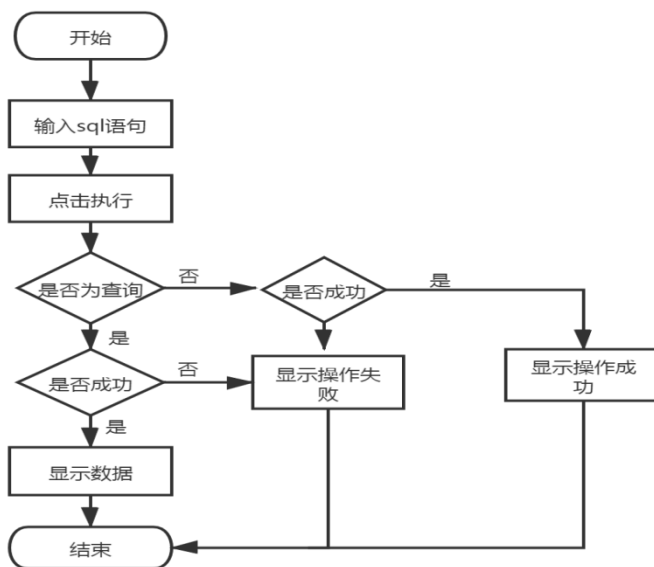 开始
输入sql语句
点击执行
是否为查询
否
是否成功
是
是
是否成功
否
显示操作失
败
显示操作成
功
是
显示数据
结束